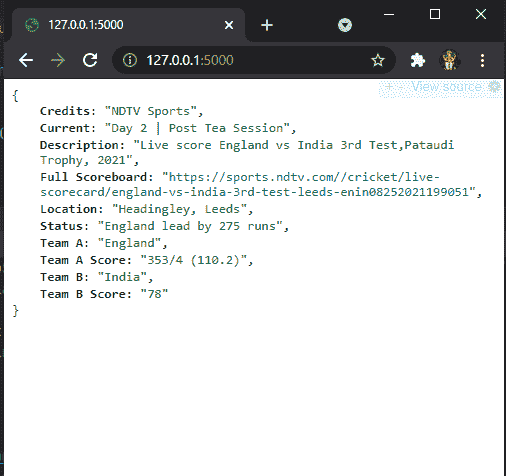 127.0.0.1:5000
127.0.0.1:5000
+ - View source
{
Credits: "NDTV Sports",
Current: "Day 2 | Post Tea Session",
Description: "Live score England vs India 3rd Test,Pataudi
Trophy, 2021",
Full Scoreboard: "https://sports.ndtv.com//cricket/live-
scorecard/england-vs-india-3rd-test-leeds-enin08252021199051",
Location: "Headingley, Leeds",
Status: "England lead by 275 runs",
Team A: "England",
Team A Score: "353/4 (110.2)",
Team B: "India",
Team B Score: "78"
}